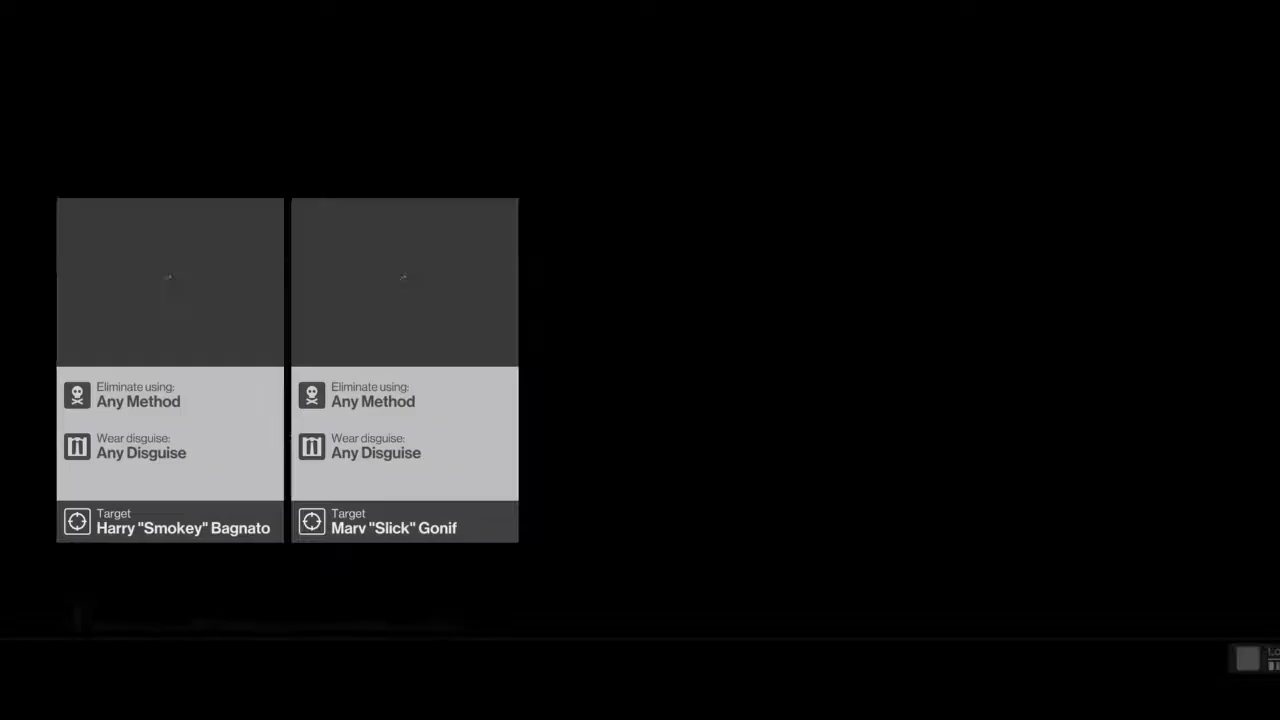 Eliminate using:
Any Method
Wear disguise:
Any Disguise
Target
Harry "Smokey" Bagnato
Eliminate using:
Any Method
Wear disguise:
Any Disguise
Target
Marv "Slick" Gonif